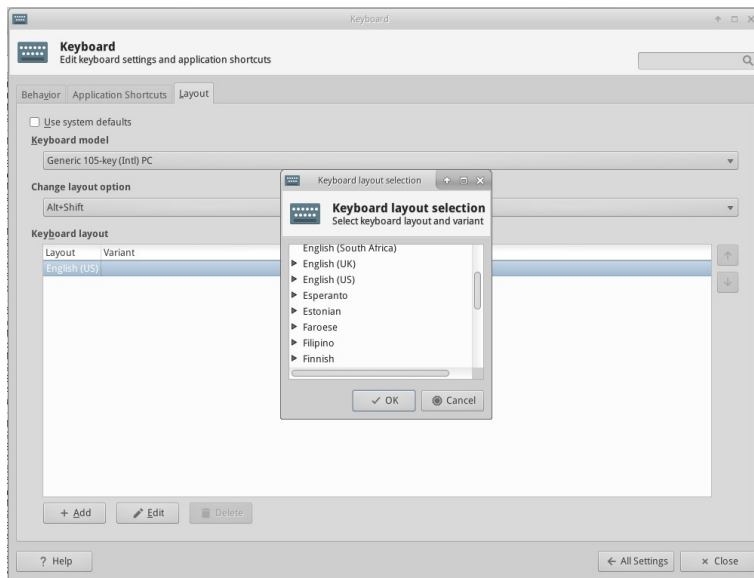 Keyboard
Keyboard
Edit keyboard settings and application shortcuts
Behavior Application Shortcuts Layout
Use system defaults
Keyboard model
Generic 105-key (Intl) PC
Change layout option
Alt+Shift
Keyboard layout
Layout Variant
English (US)
Keyboard layout selection
Keyboard layout selection
Select keyboard layout and variant
English (South Africa)
English (UK)
English (US)
Esperanto
Estonian
Faroese
Filipino
Finnish
OK Cancel
Add Edit Delete
? Help All Settings Close